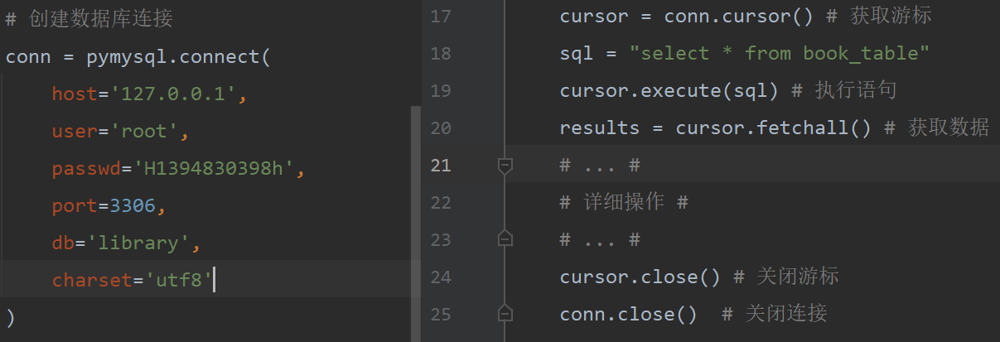 # 创建数据库连接
conn = pymysql.connect(
    host='127.0.0.1',
    user='root',
    passwd='H1394830398h',
    port=3306,
    db='library',
    charset='utf8'
)
17 cursor = conn.cursor() # 获取游标
18 sql = "select * from book_table"
19 cursor.execute(sql) # 执行语句
20 results = cursor.fetchall() # 获取数据
21 # ... #
22 # 详细操作 #
23 # ... #
24 cursor.close() # 关闭游标
25 conn.close()  # 关闭连接